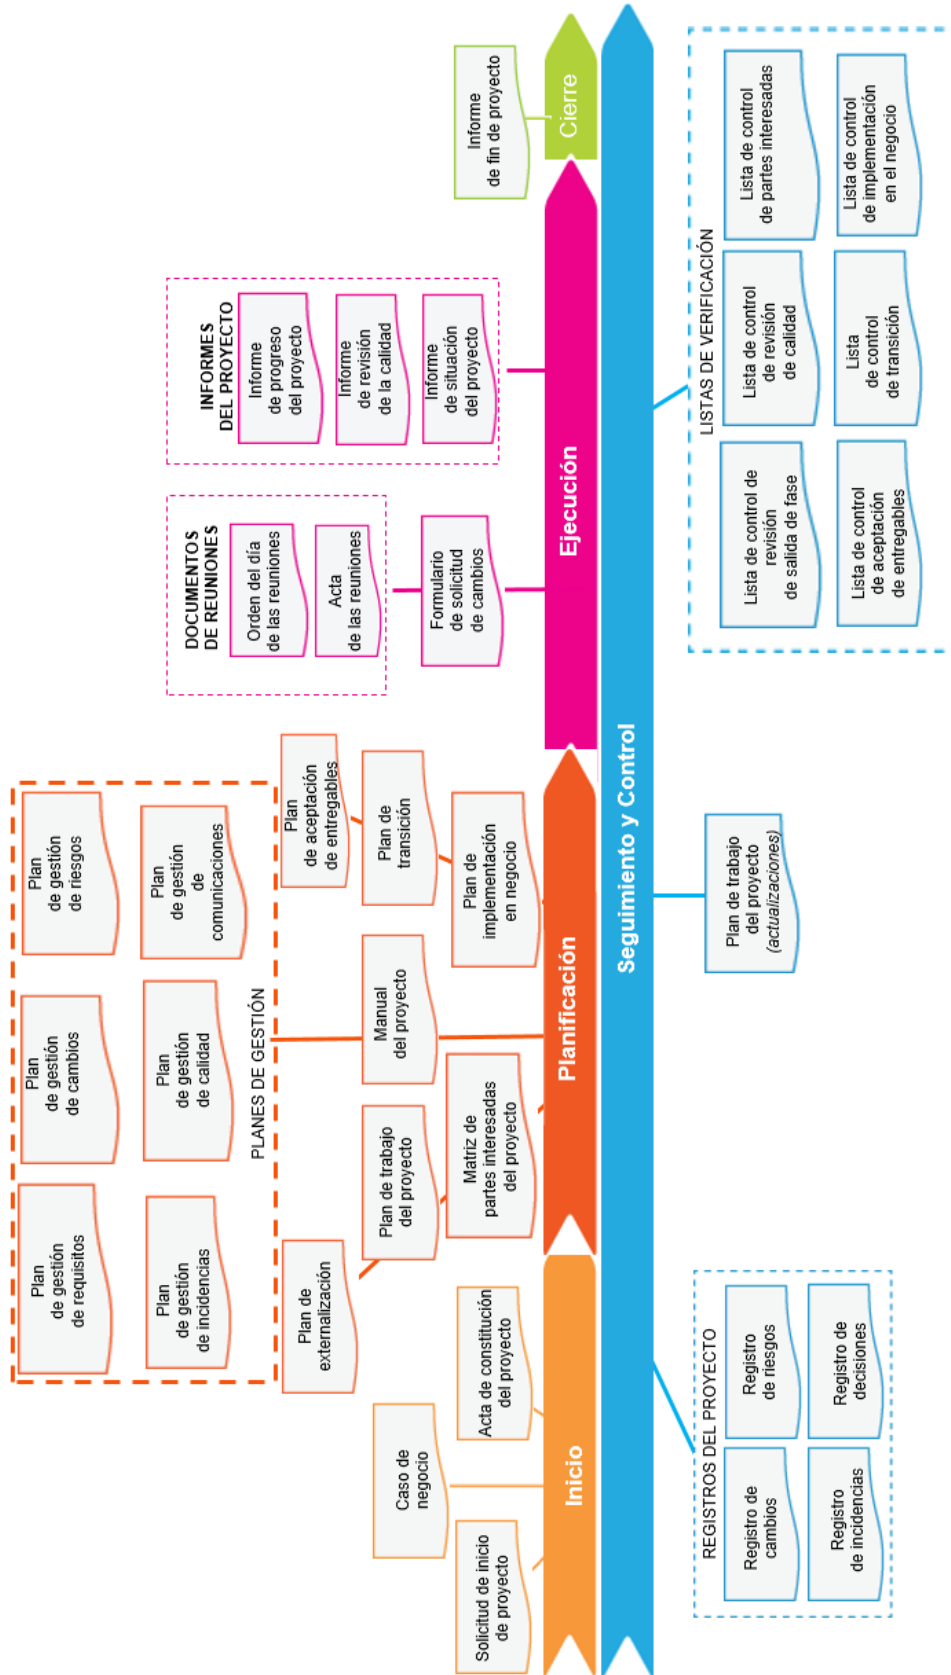 Plan
de gestión
de requisitos
Plan
de gestión
de cambios
Plan
de gestión
de riesgos
Plan
de gestión
de incidencias
Plan
de gestión
de calidad
Plan
de gestión
de
comunicaciones
PLANES DE GESTIÓN
Plan de
externalización
Plan de trabajo
del proyecto
Matriz de
partes interesadas
del proyecto
Manual
del proyecto
Plan
de aceptación
de entregables
Plan de
transición
Plan de
implementación
en negocio
Solicitud de inicio
de proyecto
Caso de
negocio
Acta de constitución
del proyecto
DOCUMENTOS
DE REUNIONES
Orden del día
de las reuniones
Acta
de las reuniones
Formulario
de solicitud
de cambios
INFORMES
DEL PROYECTO
Informe
de progreso
del proyecto
Informe
de revisión
de la calidad
Informe
de situación
del proyecto
Informe
de fin de proyecto
Inicio
Planificación
Ejecución
Cierre
Seguimiento y Control
REGISTROS DEL PROYECTO
Registro de
cambios
Registro
de riesgos
Registro
de incidencias
Registro de
decisiones
Plan de trabajo
del proyecto
(actualizaciones)
LISTAS DE VERIFICACIÓN
Lista de control de
revisión
de salida de fase
Lista de control
de revisión
de calidad
Lista de control
de partes interesadas
Lista de control
de aceptación
de entregables
Lista
de control
de transición
Lista de control
de implementación
en el negocio